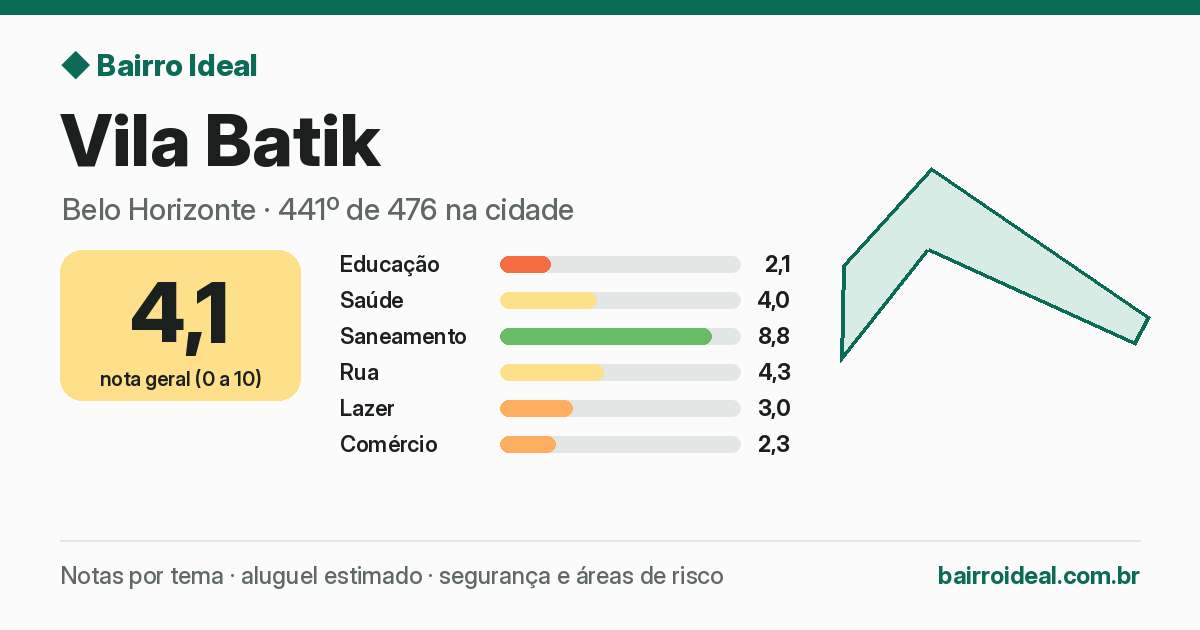 Bairro Ideal
Vila Batik
Belo Horizonte · 441º de 476 na cidade
4,1
nota geral (0 a 10)
Educação 2,1
Saúde 4,0
Saneamento 8,8
Rua 4,3
Lazer 3,0
Comércio 2,3
Notas por tema · aluguel estimado · segurança e áreas de risco
bairroideal.com.br